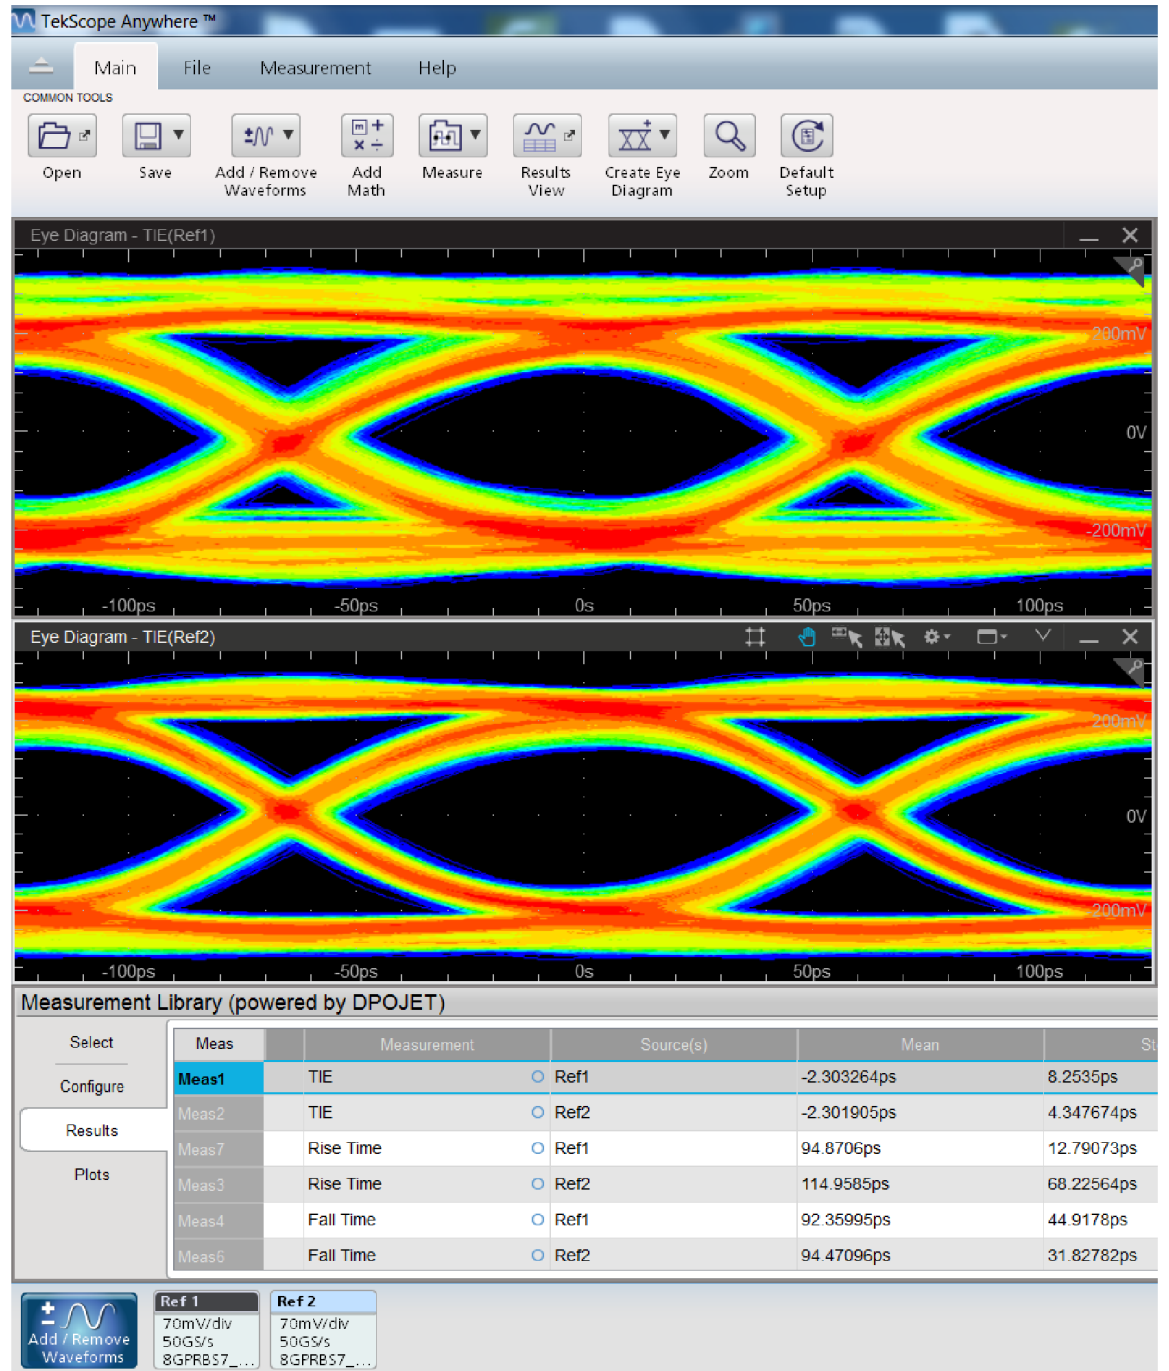 TekScope Anywhere ™
Main File Measurement Help
COMMON TOOLS
Open
Save
Add / Remove
Waveforms
Add
Math
Measure
Results
View
Create Eye
Diagram
Zoom
Default
Setup
Eye Diagram - TIE(Ref1)
200mV
0V
-200mV
-100ps -50ps 0s 50ps 100ps
Eye Diagram - TIE(Ref2)
200mV
0V
-200mV
-100ps -50ps 0s 50ps 100ps
Measurement Library (powered by DPOJET)
Select
Configure
Results
Plots
Meas Measurement Source(s) Mean St
Meas1 TIE Ref1 -2.303264ps 8.2535ps
Meas2 TIE Ref2 -2.301905ps 4.347674ps
Meas7 Rise Time Ref1 94.8706ps 12.79073ps
Meas3 Rise Time Ref2 114.9585ps 68.22564ps
Meas4 Fall Time Ref1 92.35995ps 44.9178ps
Meas6 Fall Time Ref2 94.47096ps 31.82782ps
Add / Remove
Waveforms
Ref 1
70mV/div
50GS/s
8GPRBS7_...
Ref 2
70mV/div
50GS/s
8GPRBS7_...